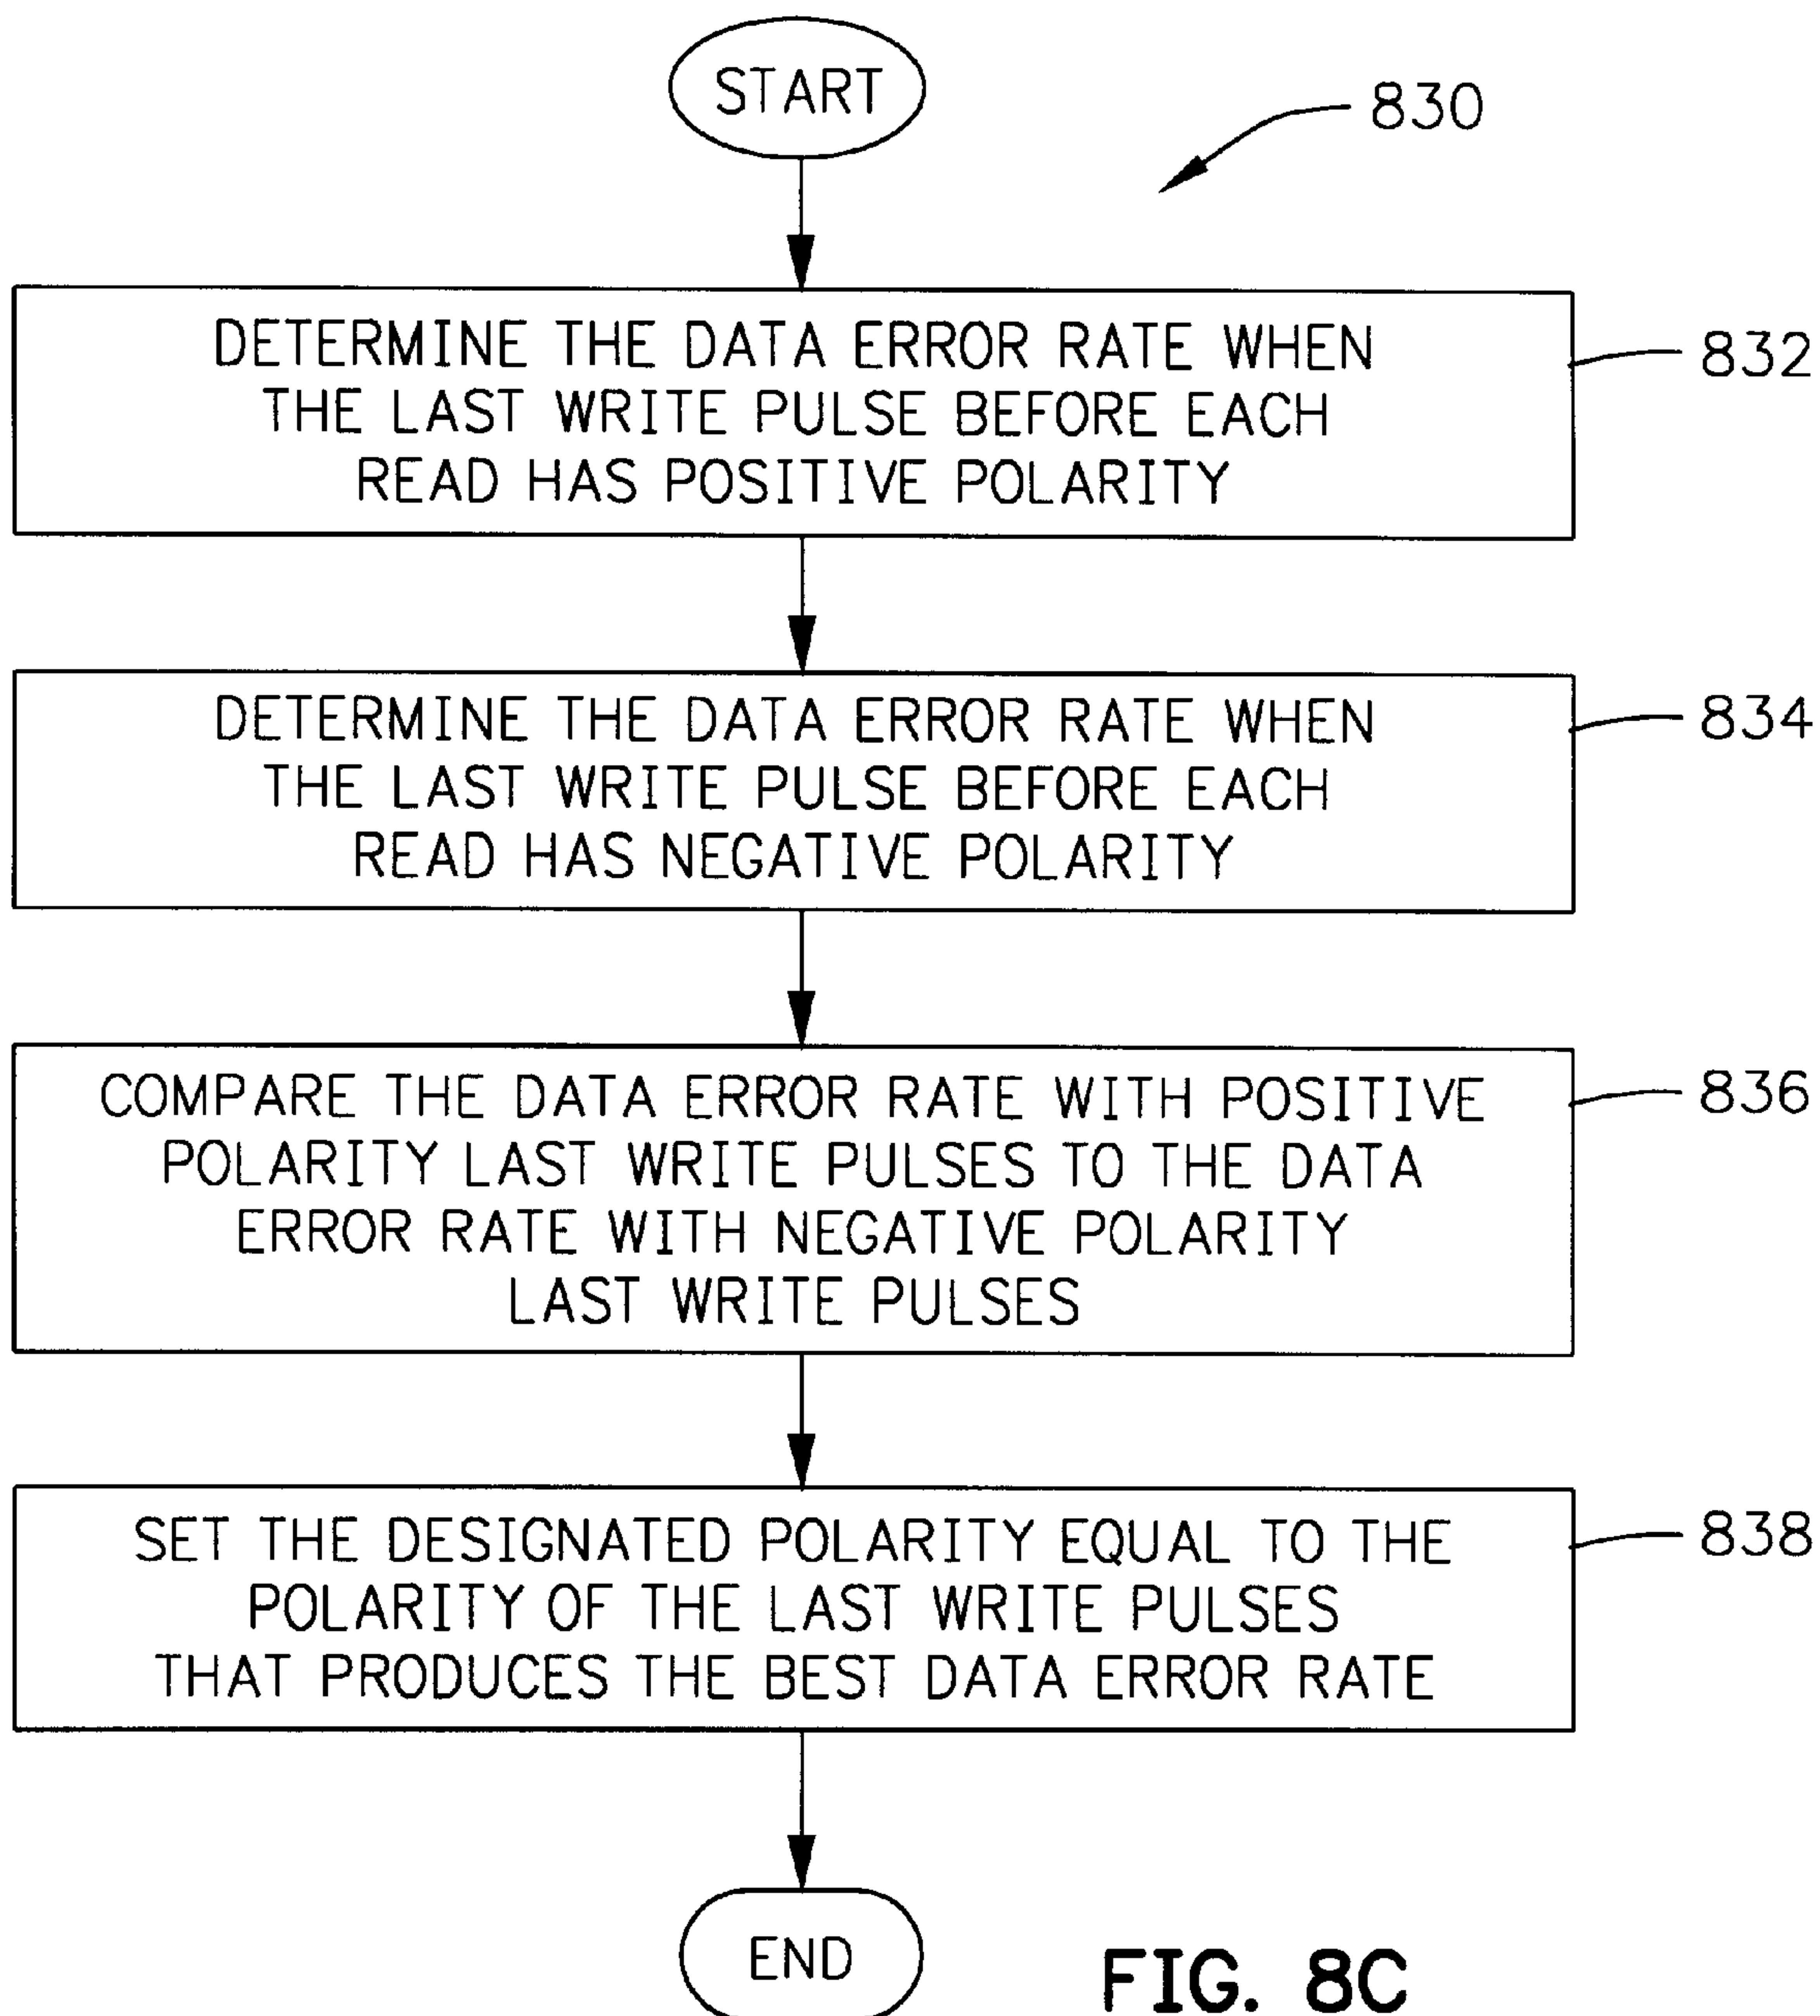 START
830
DETERMINE THE DATA ERROR RATE WHEN
THE LAST WRITE PULSE BEFORE EACH
READ HAS POSITIVE POLARITY
832
DETERMINE THE DATA ERROR RATE WHEN
THE LAST WRITE PULSE BEFORE EACH
READ HAS NEGATIVE POLARITY
834
COMPARE THE DATA ERROR RATE WITH POSITIVE
POLARITY LAST WRITE PULSES TO THE DATA
ERROR RATE WITH NEGATIVE POLARITY
LAST WRITE PULSES
836
SET THE DESIGNATED POLARITY EQUAL TO THE
POLARITY OF THE LAST WRITE PULSES
THAT PRODUCES THE BEST DATA ERROR RATE
838
END
FIG. 8C